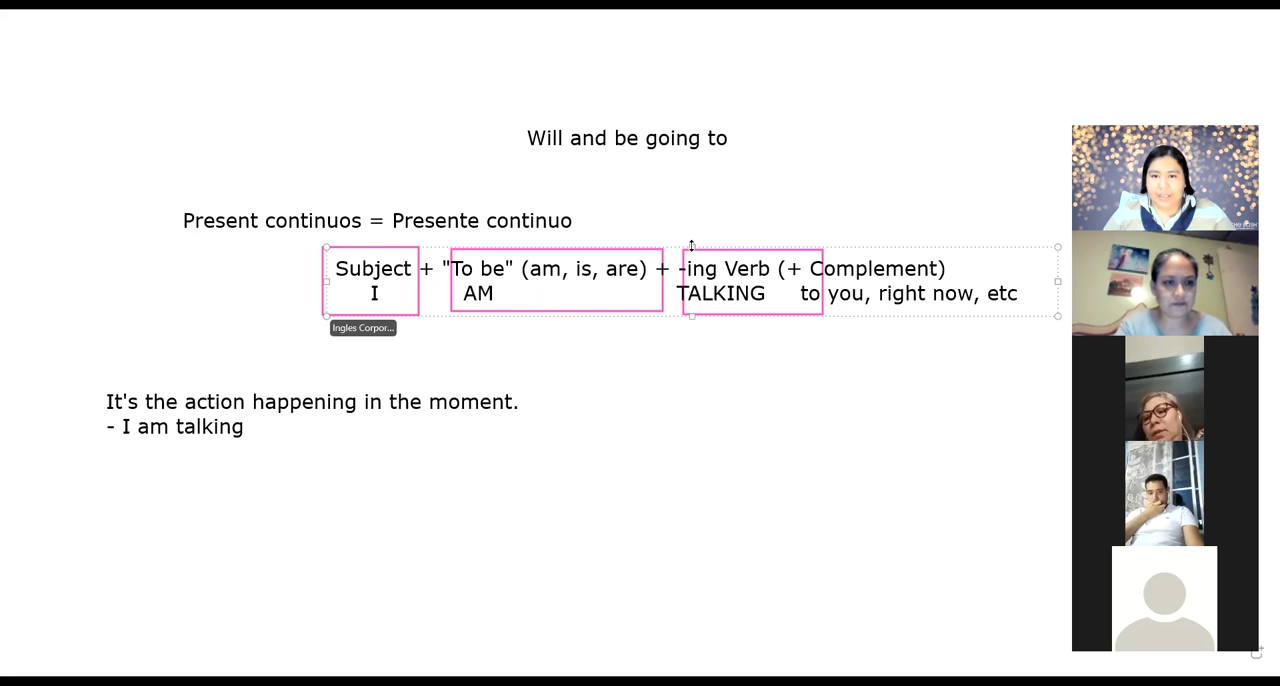 Will and be going to
Present continuos = Presente continuo
Subject + "To be" (am, is, are) + -ing Verb (+ Complement)
I AM TALKING to you, right now, etc
Ingles Corpor...
It's the action happening in the moment.
- I am talking